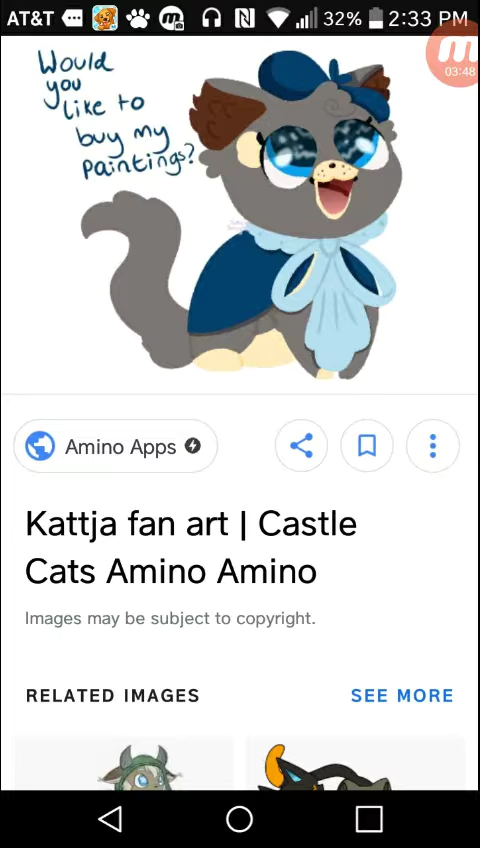 AT&T 32% 2:33 PM
03:48
Would
you
like to
buy my
paintings?
Amino Apps
Kattja fan art | Castle
Cats Amino Amino
Images may be subject to copyright.
RELATED IMAGES SEE MORE